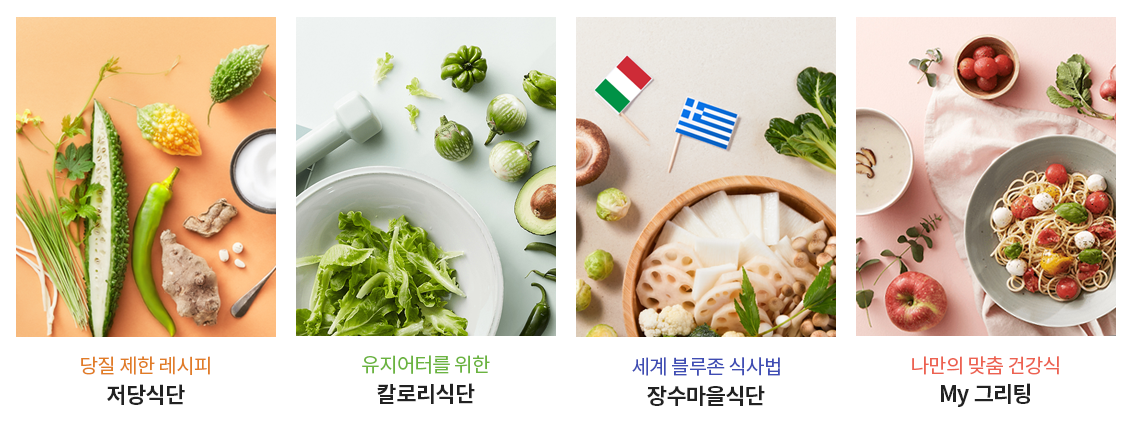 당질 제한 레시피
저당식단
유지어터를 위한
칼로리식단
세계 블루존 식사법
장수마을식단
나만의 맞춤 건강식
My 그리팅